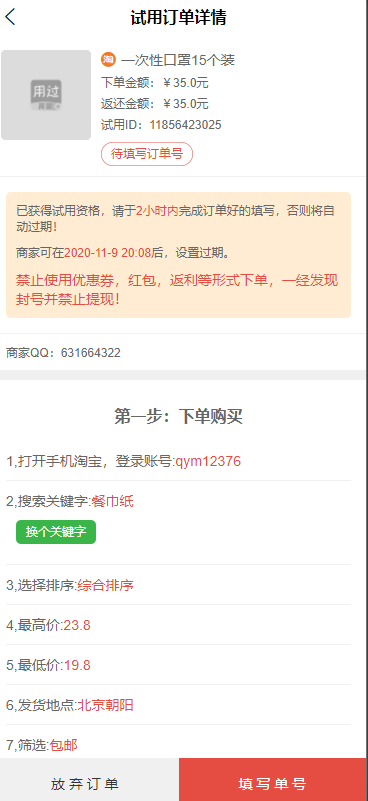 试用订单详情
用过
淘 一次性口罩15个装
下单金额：￥35.0元
返还金额：￥35.0元
试用ID：11856423025
待填写订单号
已获得试用资格，请于2小时内完成订单好的填写，否则将自
动过期！
商家可在2020-11-9 20:08后，设置过期。
禁止使用优惠券，红包，返利等形式下单，一经发现
封号并禁止提现！
商家QQ：631664322
第一步：下单购买
1,打开手机淘宝，登录账号:qym12376
2,搜索关键字:餐巾纸
换个关键字
3,选择排序:综合排序
4,最高价:23.8
5,最低价:19.8
6,发货地点:北京朝阳
7,筛选:包邮
放弃订单
填写单号